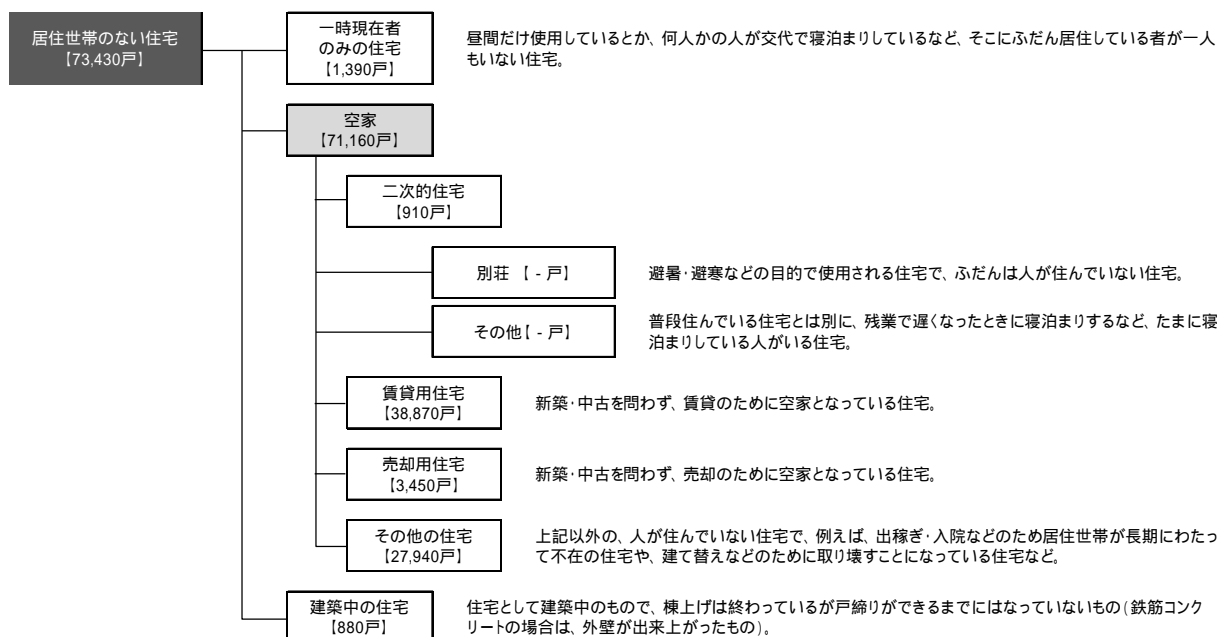 居住世帯のない住宅
【73,430戸】
一時現在者
のみの住宅
【1,390戸】
昼間だけ使用しているとか、何人かの人が交代で寝泊まりしているなど、そこにふだん居住している者が一人
もいない住宅。
空家
【71,160戸】
二次的住宅
【910戸】
別荘 【 - 戸】
避暑・避寒などの目的で使用される住宅で、ふだんは人が住んでいない住宅。
その他【 - 戸】
普段住んでいる住宅とは別に、残業で遅くなったときに寝泊まりするなど、たまに寝
泊まりしている人がいる住宅。
賃貸用住宅
【38,870戸】
新築・中古を問わず、賃貸のために空家となっている住宅。
売却用住宅
【3,450戸】
新築・中古を問わず、売却のために空家となっている住宅。
その他の住宅
【27,940戸】
上記以外の、人が住んでいない住宅で、例えば、出稼ぎ・入院などのため居住世帯が長期にわたっ
て不在の住宅や、建て替えなどのために取り壊すことになっている住宅など。
建築中の住宅
【880戸】
住宅として建築中のもので、棟上げは終わっているが戸締りができるまでにはなっていないもの(鉄筋コンク
リートの場合は、外壁が出来上がったもの)。